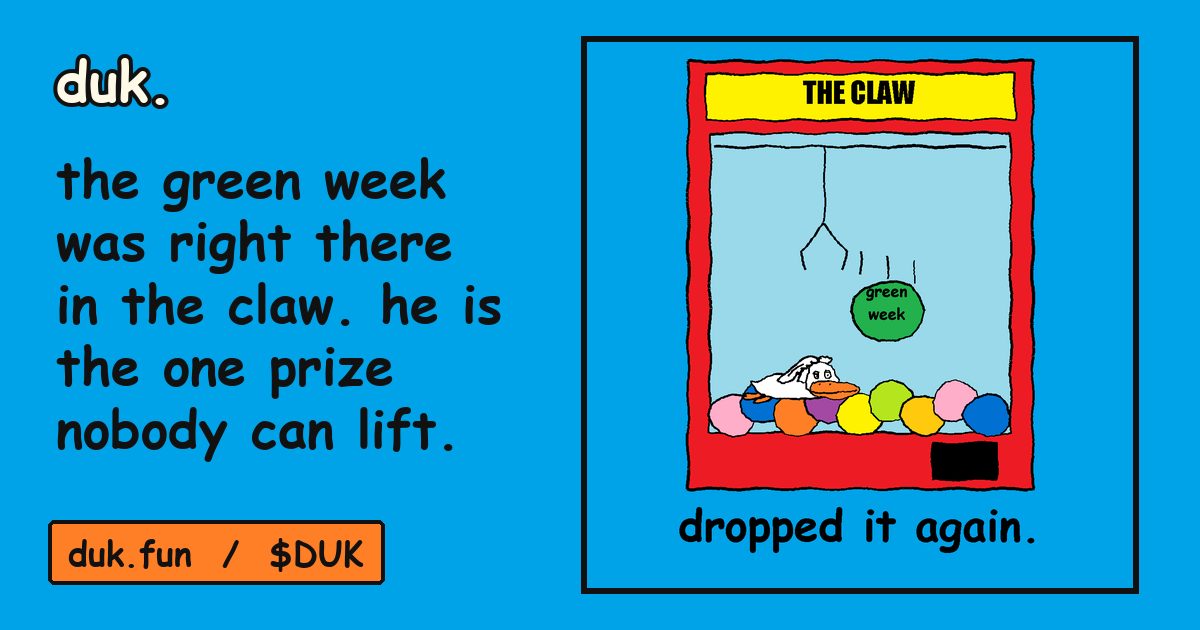 duk.
the green week
was right there
in the claw. he is
the one prize
nobody can lift.
duk.fun / $DUK
THE CLAW
green
week
dropped it again.